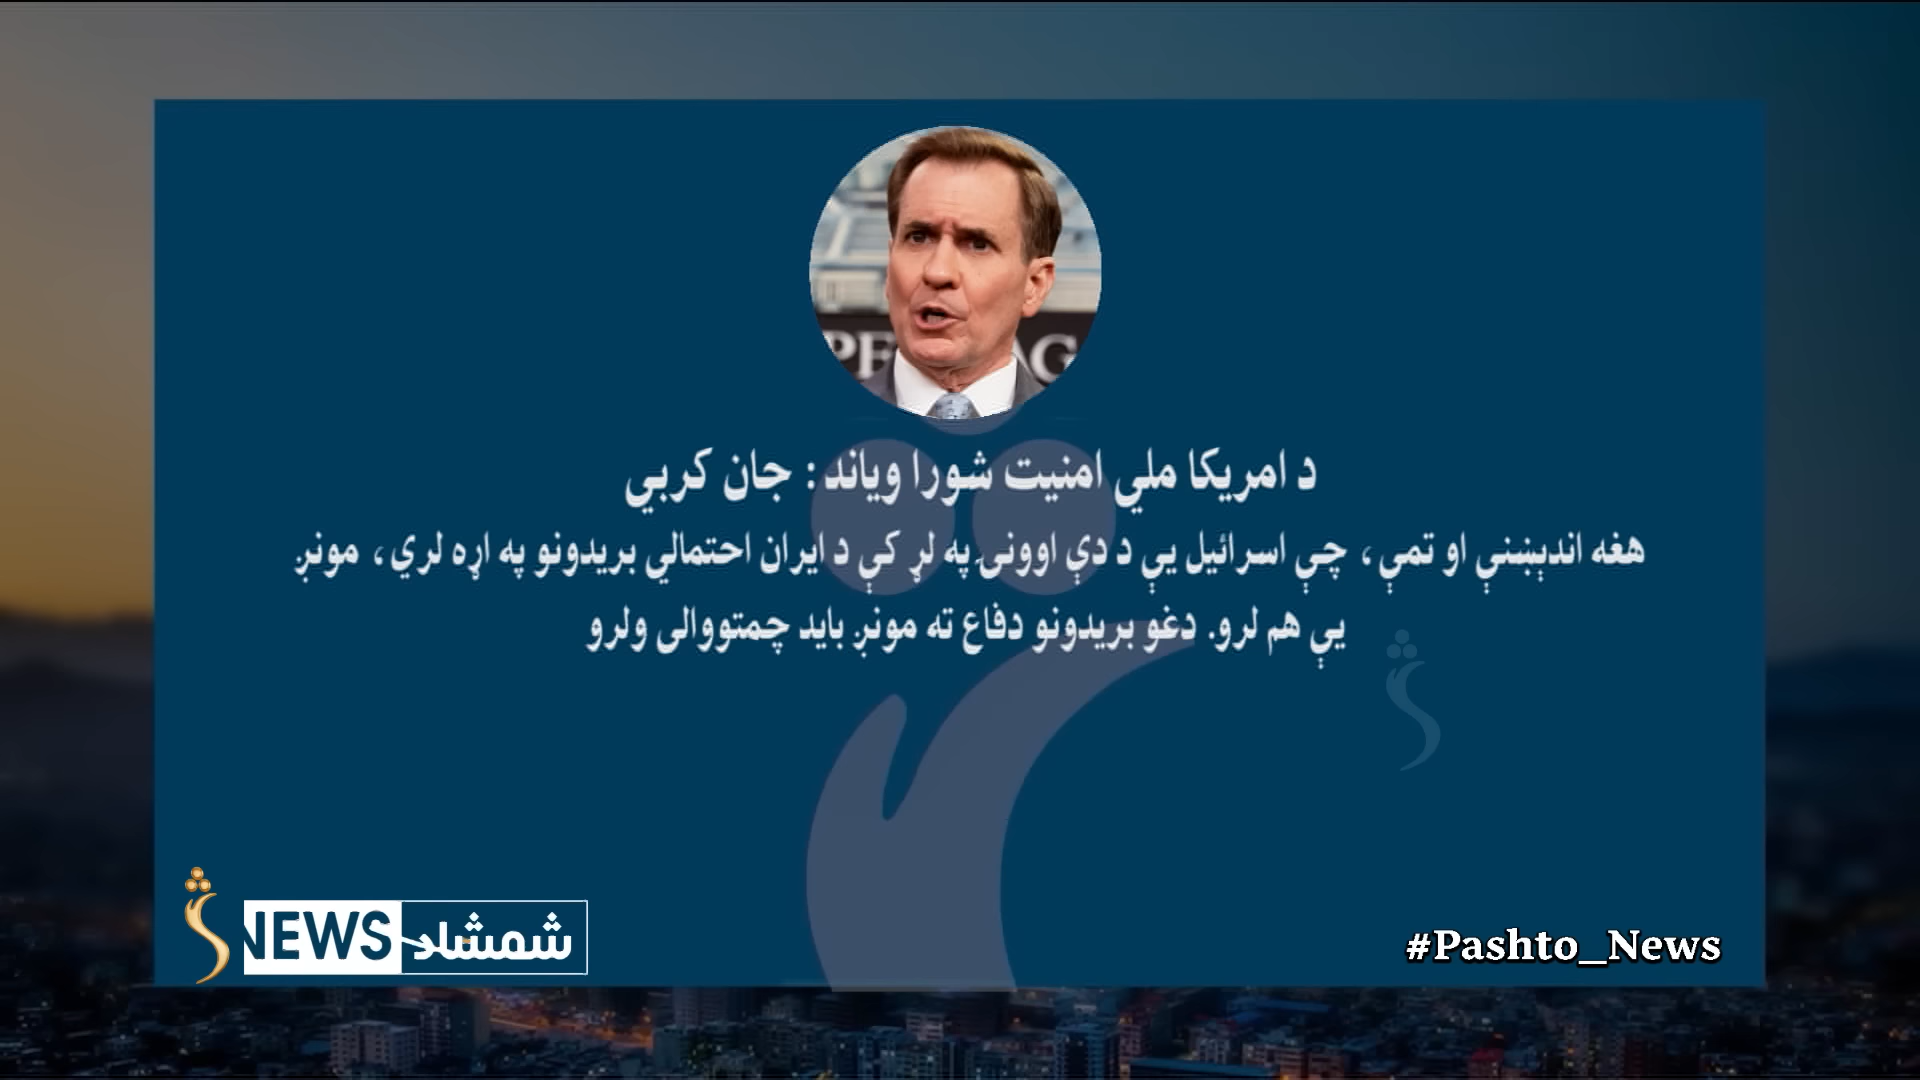 د امریکا ملي امنیت شورا ویاند : جان کربي
هغه اندېښنې او تمې ، چې اسرائیل یې د دې اوونۍ په لړ کې د ایران احتمالي بریدونو په اړه لري ، مونږ
یې هم لرو. دغو بریدونو دفاع ته مونږ باید چمتووالی ولرو
NEWS شمشاد
#Pashto_News